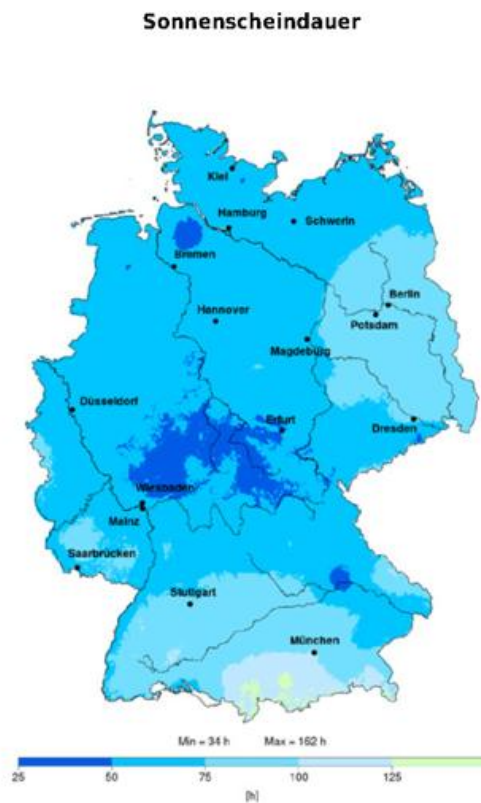 Sonnenscheindauer
Kiel
Hamburg
Schwerin
Bremen
Berlin
Hannover
Potsdam
Magdeburg
Düsseldorf
Erfurt
Dresden
Wiesbaden
Mainz
Saarbrücken
Stuttgart
München
Min = 34 h Max = 162 h
25 50 75 100 125
[h]